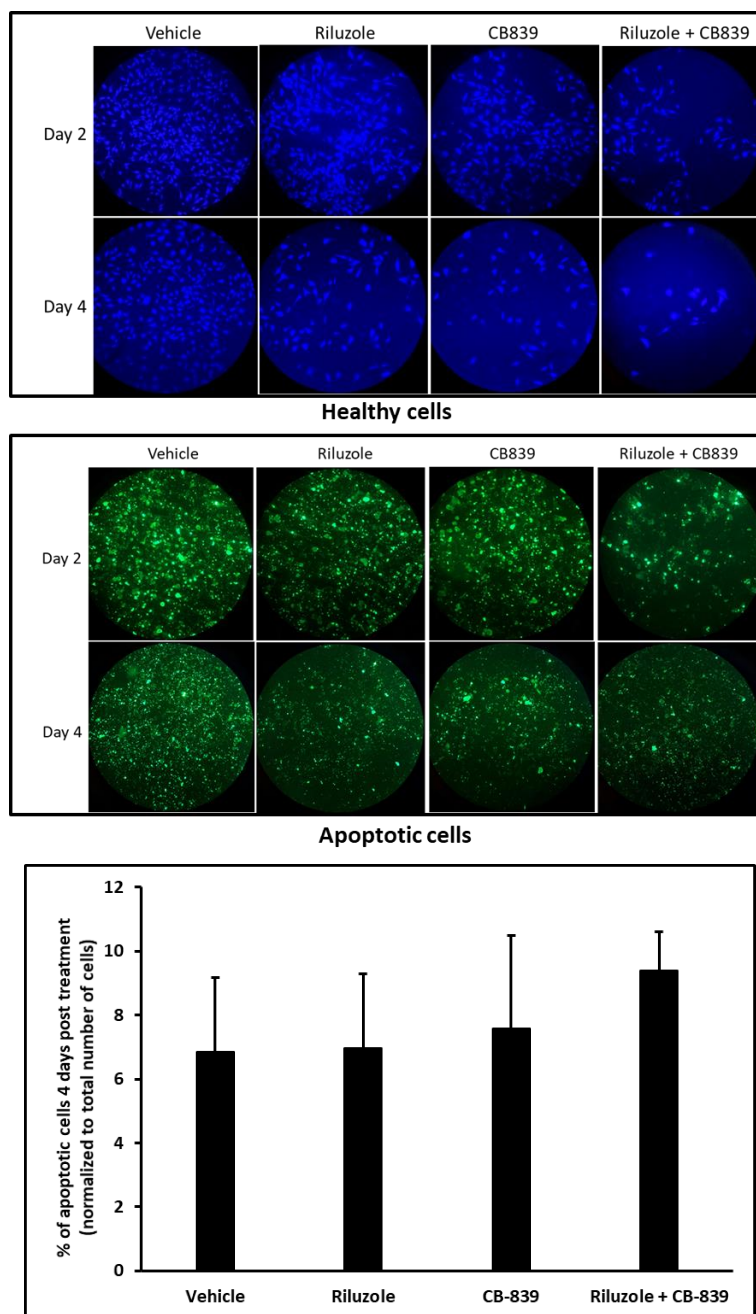 Vehicle Riluzole CB839 Riluzole + CB839
Day 2
Day 4
Healthy cells
Vehicle Riluzole CB839 Riluzole + CB839
Day 2
Day 4
Apoptotic cells
% of apoptotic cells 4 days post treatment
(normalized to total number of cells)
12
10
8
6
4
2
0
Vehicle Riluzole CB-839 Riluzole + CB-839